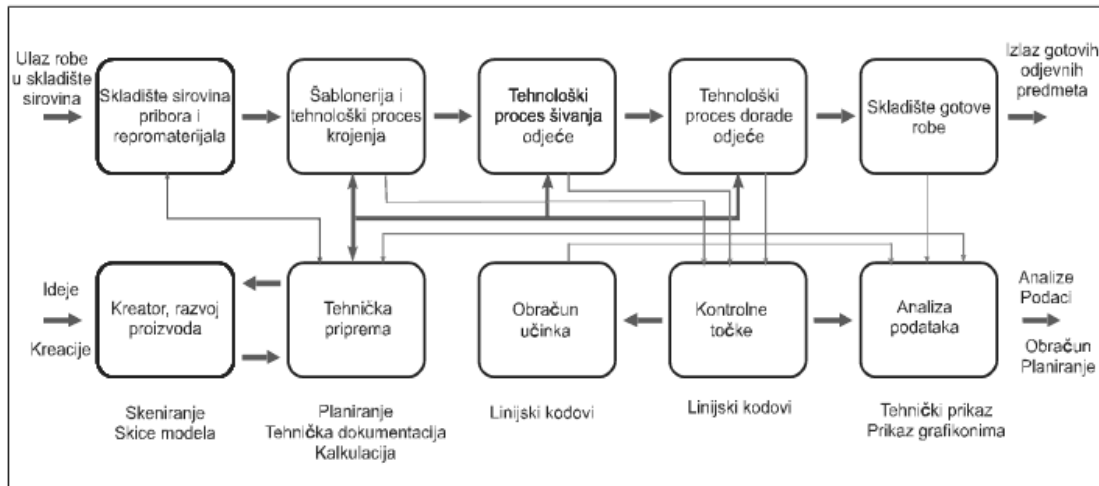 Ulaz robe
u skladište
sirovina
Skladište sirovina
pribora i
repromaterijala
Šablonerija i
tehnološki proces
krojenja
Tehnološki
proces šivanja
odjeće
Tehnološki
proces dorade
odjeće
Skladište gotove
robe
Izlaz gotovih
odjevnih
predmeta
Ideje
Kreacije
Kreator, razvoj
proizvoda
Tehnička
priprema
Obračun
učinka
Kontrolne
točke
Analiza
podataka
Analize
Podaci
Obračun
Planiranje
Skeniranje
Skice modela
Planiranje
Tehnička dokumentacija
Kalkulacija
Linijski kodovi
Linijski kodovi
Tehnički prikaz
Prikaz grafikonima